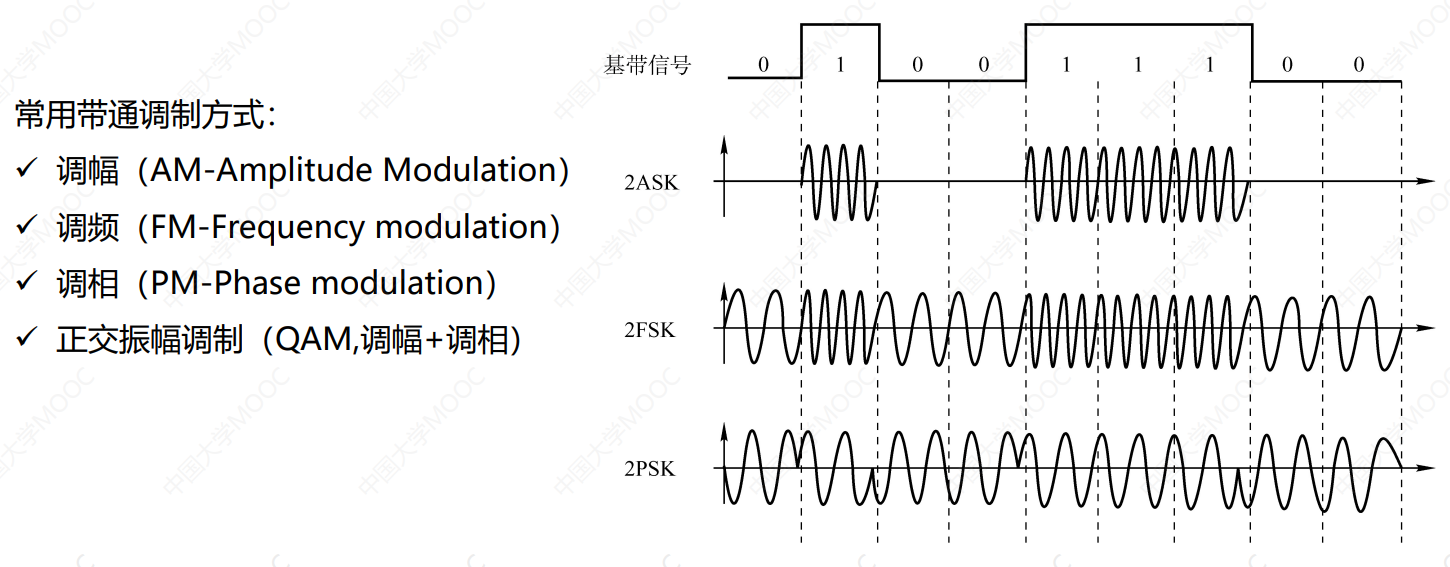 常用带通调制方式：
✓ 调幅（AM-Amplitude Modulation）
✓ 调频（FM-Frequency modulation）
✓ 调相（PM-Phase modulation）
✓ 正交振幅调制（QAM,调幅+调相）
基带信号 0 1 0 0 1 1 1 0 0
2ASK
2FSK
2PSK
中国大学MOOC